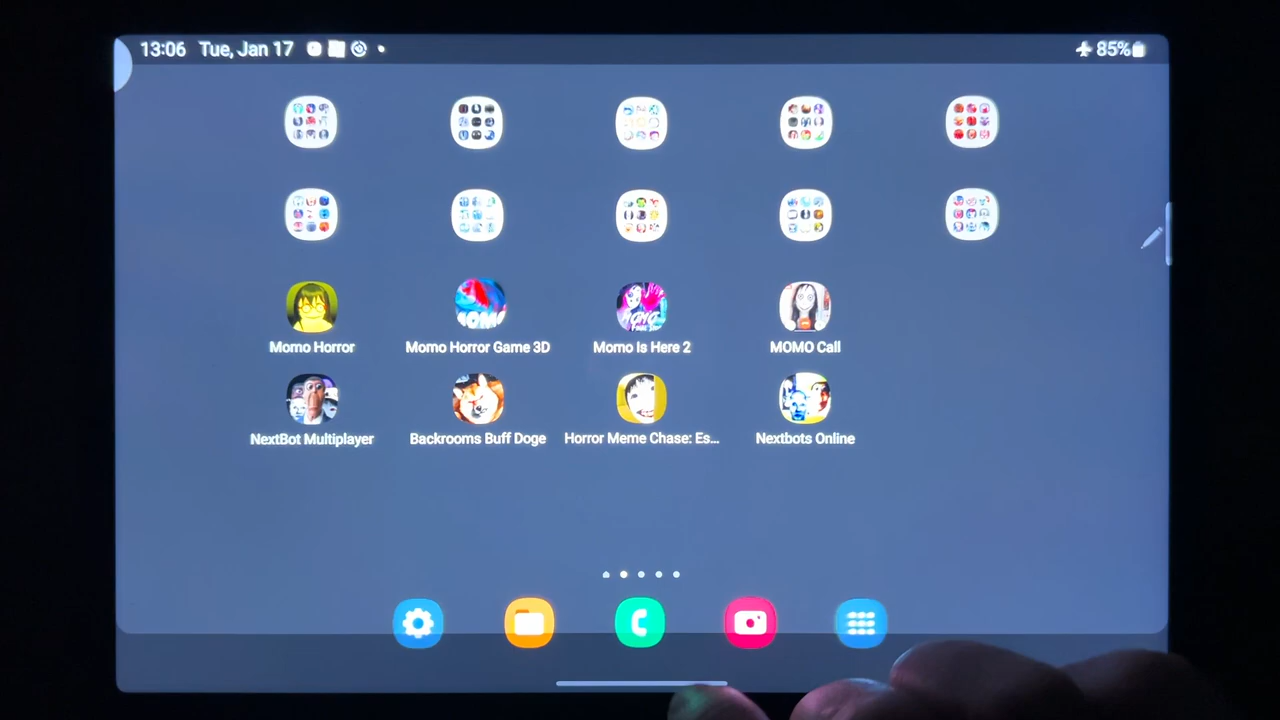 13:06 Tue, Jan 17
85%
Momo Horror
Momo Horror Game 3D
Momo Is Here 2
MOMO Call
NextBot Multiplayer
Backrooms Buff Doge
Horror Meme Chase: Es...
Nextbots Online